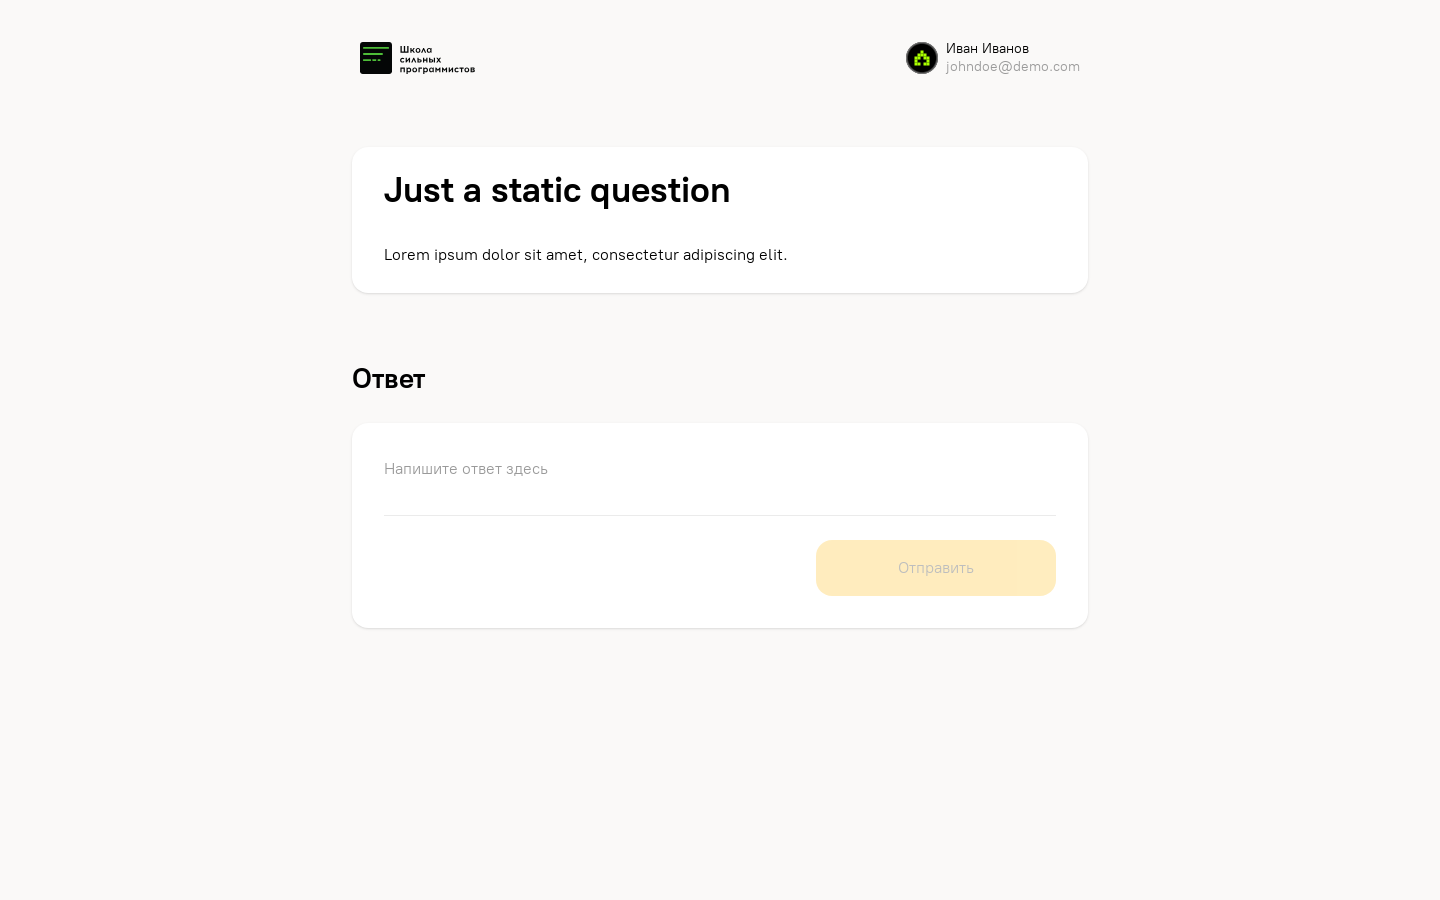 Школа
сильных
программистов
Иван Иванов
johndoe@demo.com
Just a static question
Lorem ipsum dolor sit amet, consectetur adipiscing elit.
Ответ
Напишите ответ здесь
Отправить